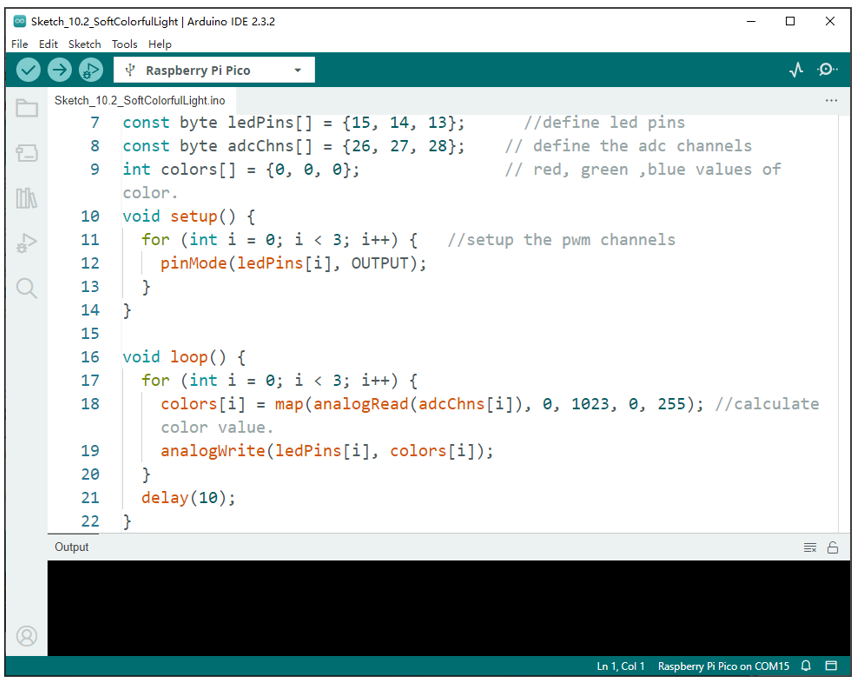 Sketch_10.2_SoftColorfulLight | Arduino IDE 2.3.2
File Edit Sketch Tools Help
Raspberry Pi Pico
Sketch_10.2_SoftColorfulLight.ino
7 const byte ledPins[] = {15, 14, 13};      //define led pins
8 const byte adcChns[] = {26, 27, 28};    // define the adc channels
9 int colors[] = {0, 0, 0};               // red, green ,blue values of
color.
10 void setup() {
11   for (int i = 0; i < 3; i++) {   //setup the pwm channels
12     pinMode(ledPins[i], OUTPUT);
13   }
14 }
15
16 void loop() {
17   for (int i = 0; i < 3; i++) {
18     colors[i] = map(analogRead(adcChns[i]), 0, 1023, 0, 255); //calculate
color value.
19     analogWrite(ledPins[i], colors[i]);
20   }
21   delay(10);
22 }
Output
Ln 1, Col 1 Raspberry Pi Pico on COM15